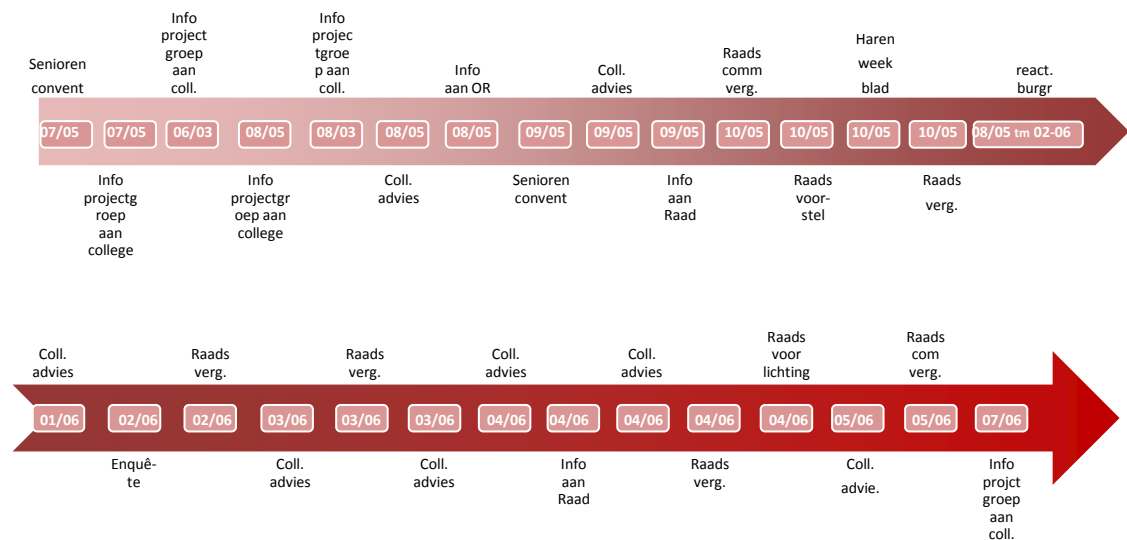 Info
project
groep
aan
coll.
Info
projec
tgroe
p aan
coll.
Senioren
convent
Info
aan OR
Coll.
advies
Raads
comm
verg.
Haren
week
blad
react.
burgr
07/05
07/05
06/03
08/05
08/03
08/05
08/05
09/05
09/05
09/05
10/05
10/05
10/05
10/05
08/05 tm 02-06
Info
projectg
roep
aan
college
Info
projectgr
oep aan
college
Coll.
advies
Senioren
convent
Info
aan
Raad
Raads
voor-
stel
Raads
verg.
Coll.
advies
Raads
verg.
Raads
verg.
Coll.
advies
Coll.
advies
Raads
voor
lichting
Raads
com
verg.
01/06
02/06
02/06
03/06
03/06
03/06
04/06
04/06
04/06
04/06
04/06
05/06
05/06
07/06
Enquê-
te
Coll.
advies
Coll.
advies
Info
aan
Raad
Raads
verg.
Coll.
advie.
Info
projct
groep
aan
coll.